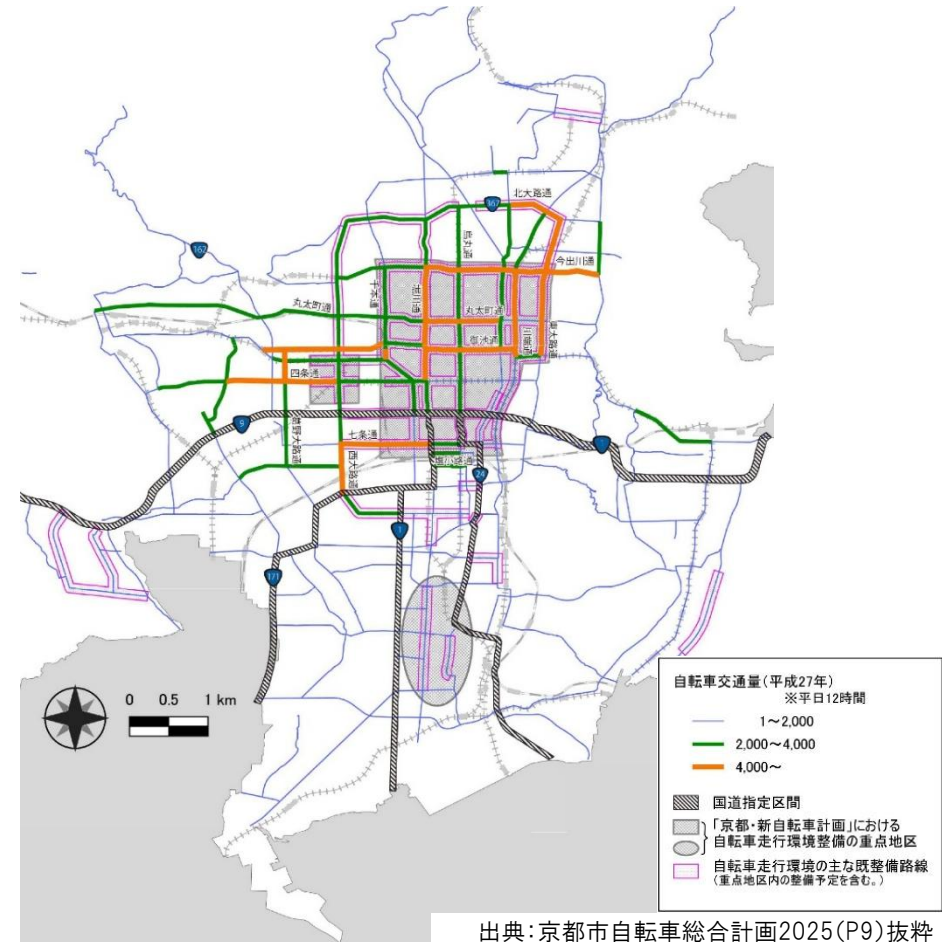 北大路通
367
烏丸通
今出川通
162
千本通
堀川通
丸太町通
丸太町通
東大路通
川端通
御池通
四条通
9
葛野大路通
七条通
西大路通
塩小路通
24
1
171
0 0.5 1 km
自転車交通量(平成27年)
※平日12時間
1～2,000
2,000～4,000
4,000～
国道指定区間
「京都・新自転車計画」における
自転車走行環境整備の重点地区
自転車走行環境の主な既整備路線
(重点地区内の整備予定を含む。)
出典:京都市自転車総合計画2025(P9)抜粋